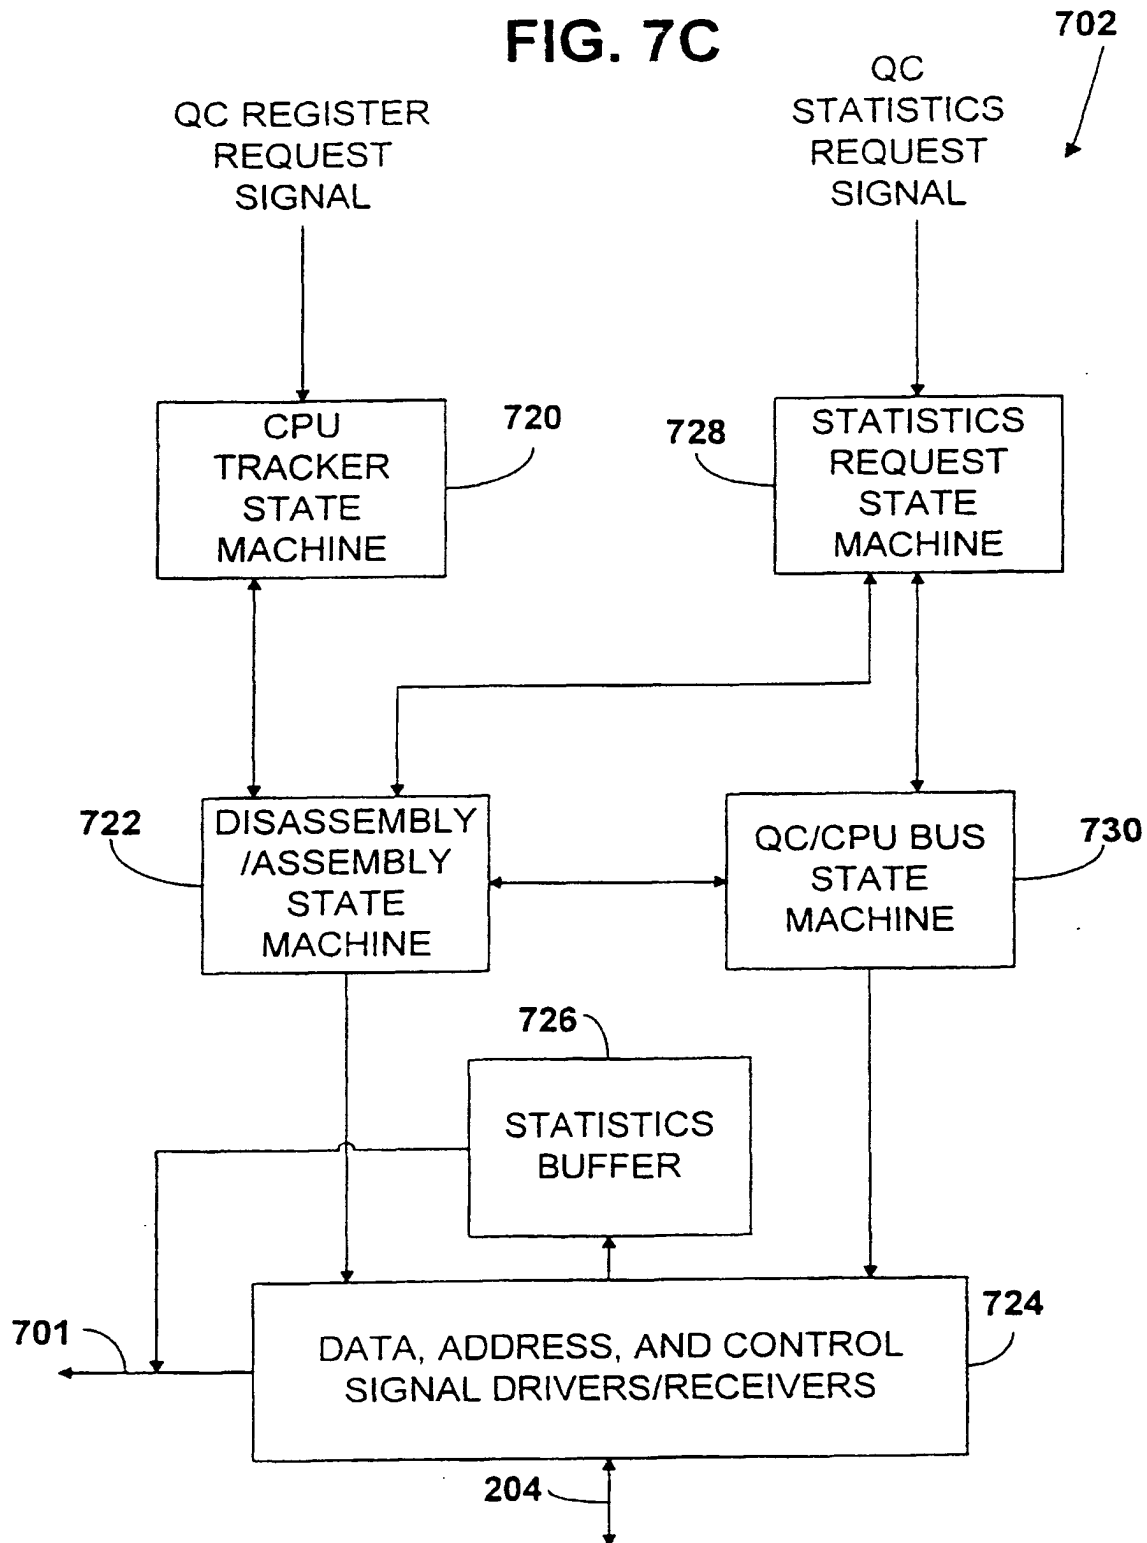 FIG. 7C
702
QC REGISTER
REQUEST
SIGNAL
QC
STATISTICS
REQUEST
SIGNAL
CPU
TRACKER
STATE
MACHINE
720
728
STATISTICS
REQUEST
STATE
MACHINE
722
DISASSEMBLY
/ASSEMBLY
STATE
MACHINE
QC/CPU BUS
STATE
MACHINE
730
726
STATISTICS
BUFFER
701
DATA, ADDRESS, AND CONTROL
SIGNAL DRIVERS/RECEIVERS
724
204